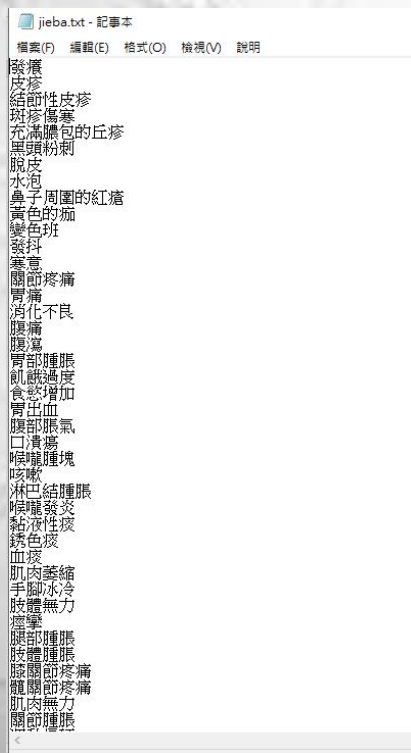 jieba.txt - 記事本
檔案(F) 編輯(E) 格式(O) 檢視(V) 說明
發癢
皮疹
結節性皮疹
斑疹傷寒
充滿膿包的丘疹
黑頭粉刺
脫皮
水泡
鼻子周圍的紅瘡
黃色的痂
變色班
發抖
寒意
關節疼痛
胃痛
消化不良
腹痛
腹瀉
胃部腫脹
飢餓過度
食慾增加
胃出血
腹部脹氣
口潰瘍
喉嚨腫塊
咳嗽
淋巴結腫脹
喉嚨發炎
黏液性痰
銹色痰
血痰
肌肉萎縮
手腳冰冷
肢體無力
痙攣
腿部腫脹
肢體腫脹
膝關節疼痛
髖關節疼痛
肌肉無力
關節腫脹